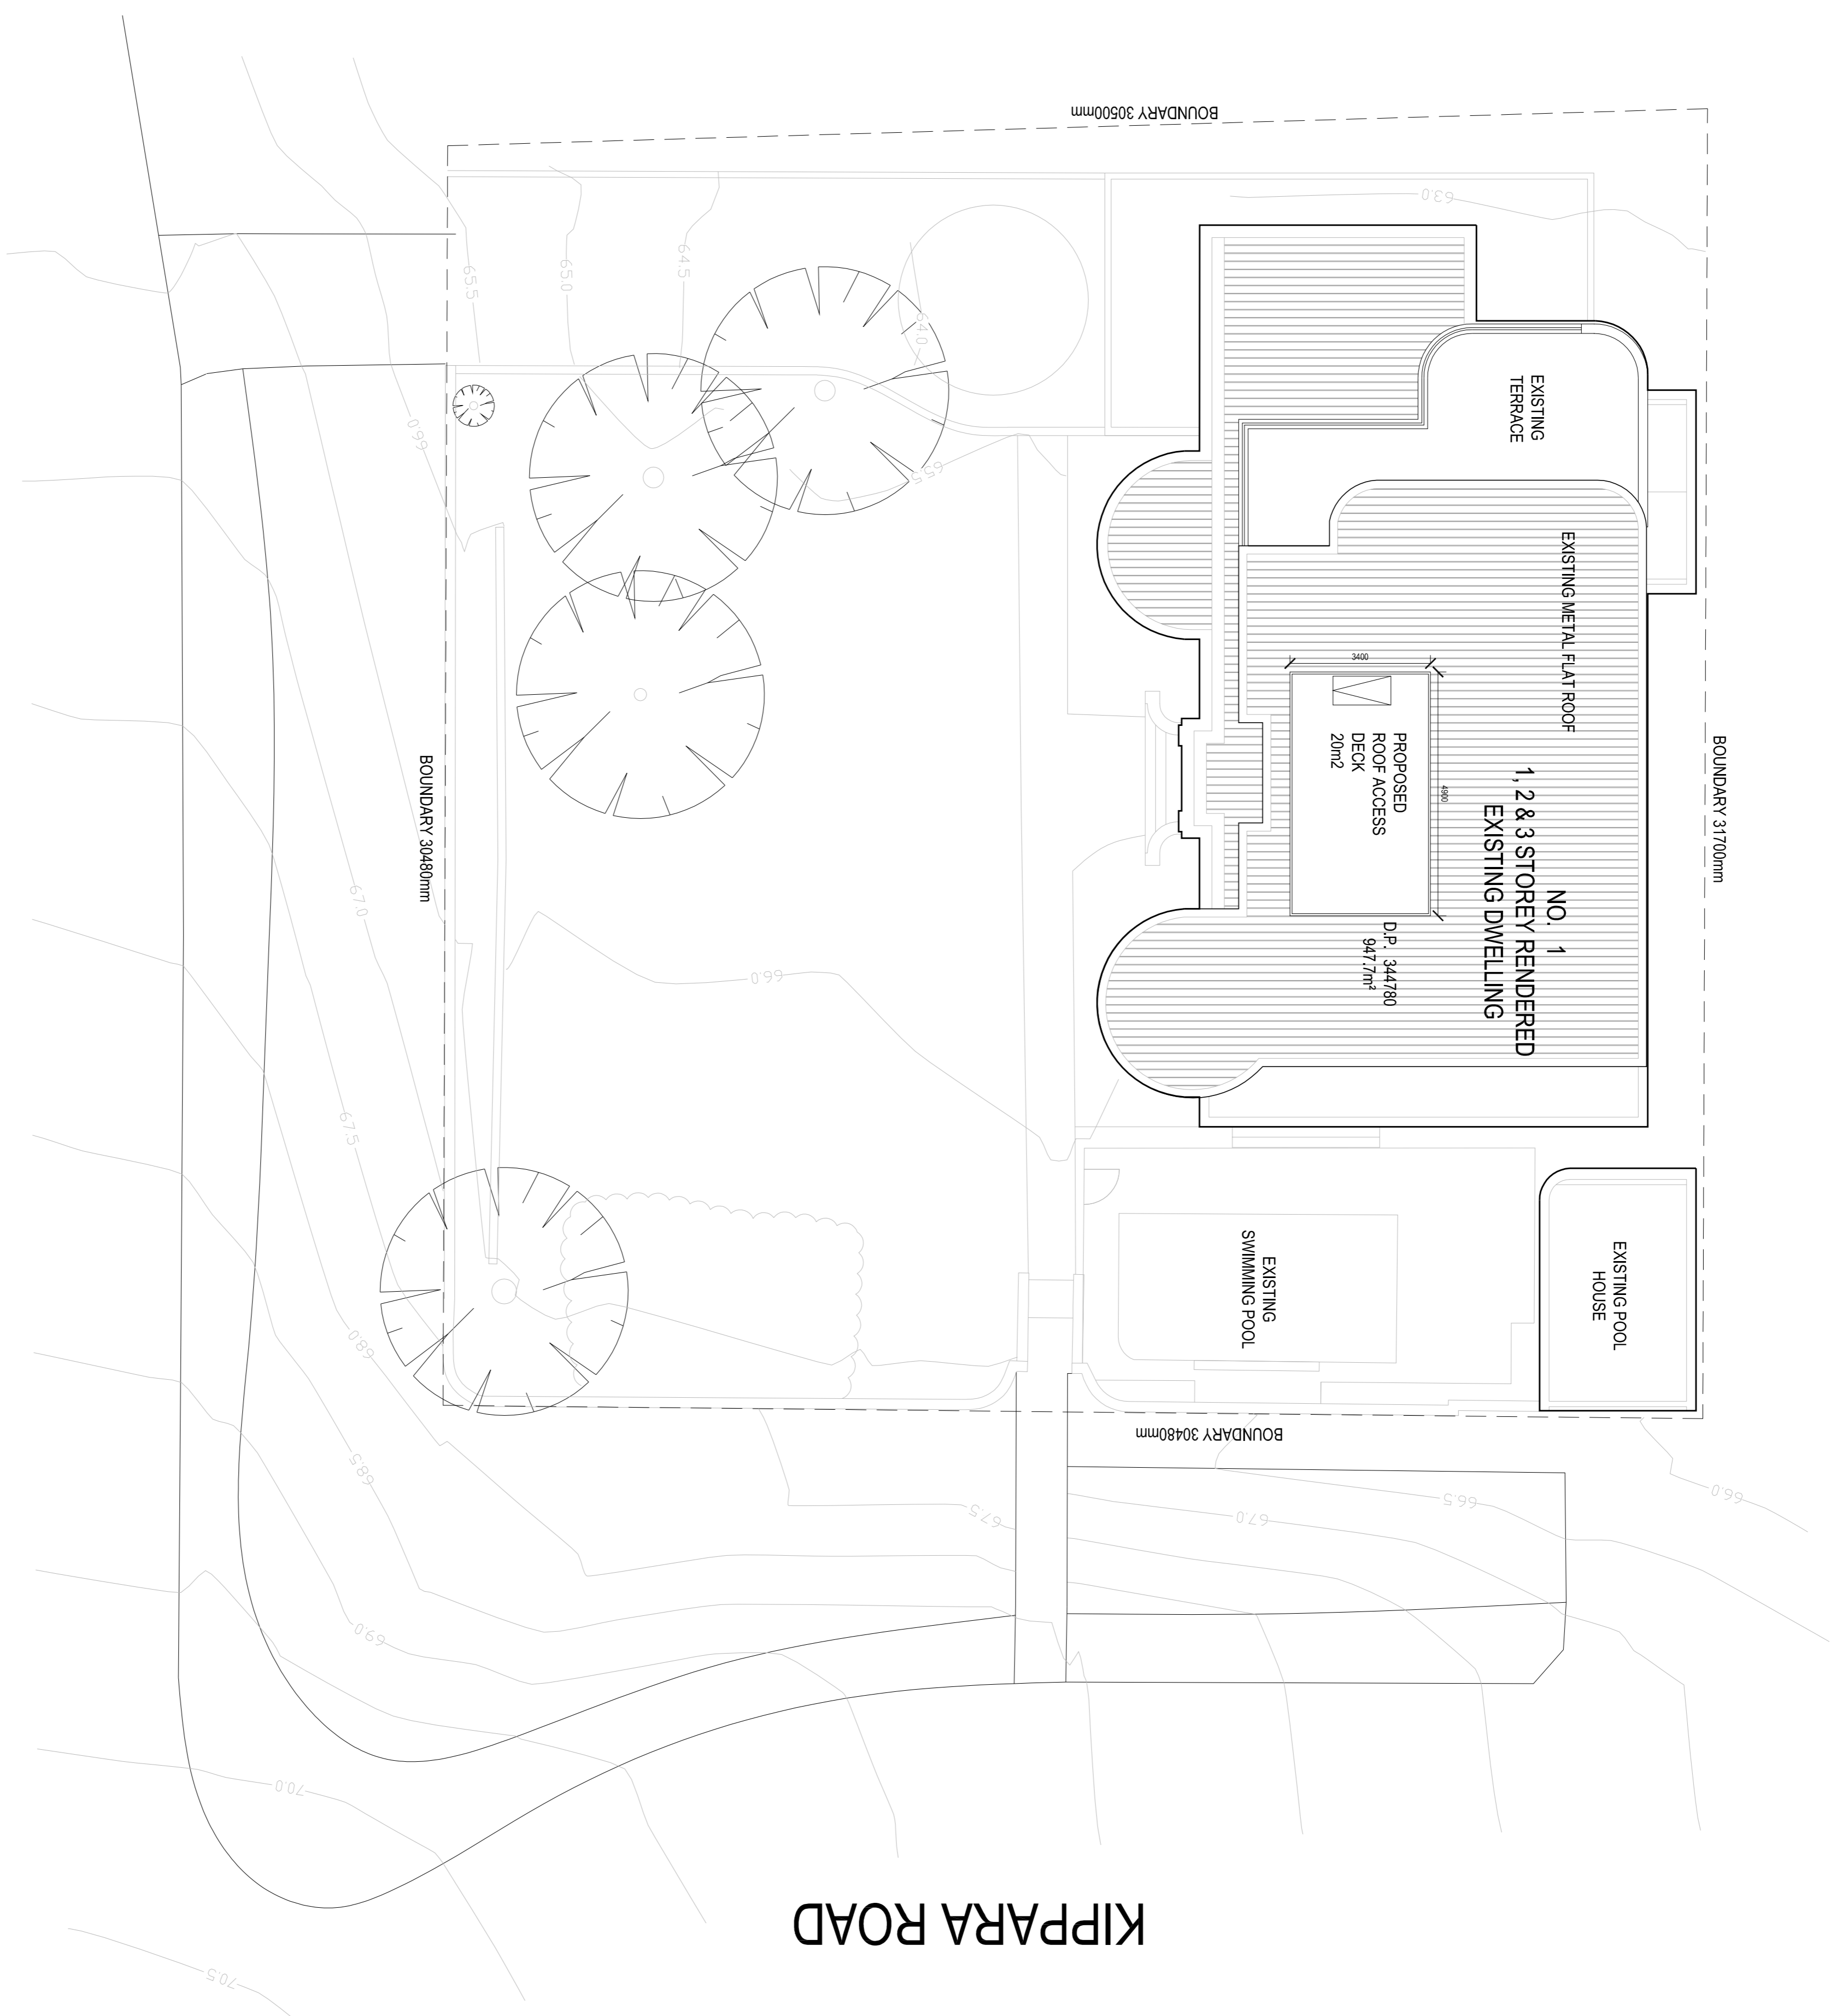 BOUNDARY 30500mm
63.0
65.5
65.0
64.5
64.0
EXISTING
TERRACE
66.0
65.5
EXISTING METAL FLAT ROOF
3400
PROPOSED
ROOF ACCESS
DECK
20m2
4900
BOUNDARY 31700mm
BOUNDARY 30480mm
NO. 1
1, 2 & 3 STOREY RENDERED
EXISTING DWELLING
D.P. 344780
947.7m²
67.0
66.0
67.5
EXISTING
SWIMMING POOL
EXISTING POOL
HOUSE
68.0
BOUNDARY 30480mm
68.5
67.5
67.0
66.5
66.0
69.0
70.0
KIPPARA ROAD
70.5